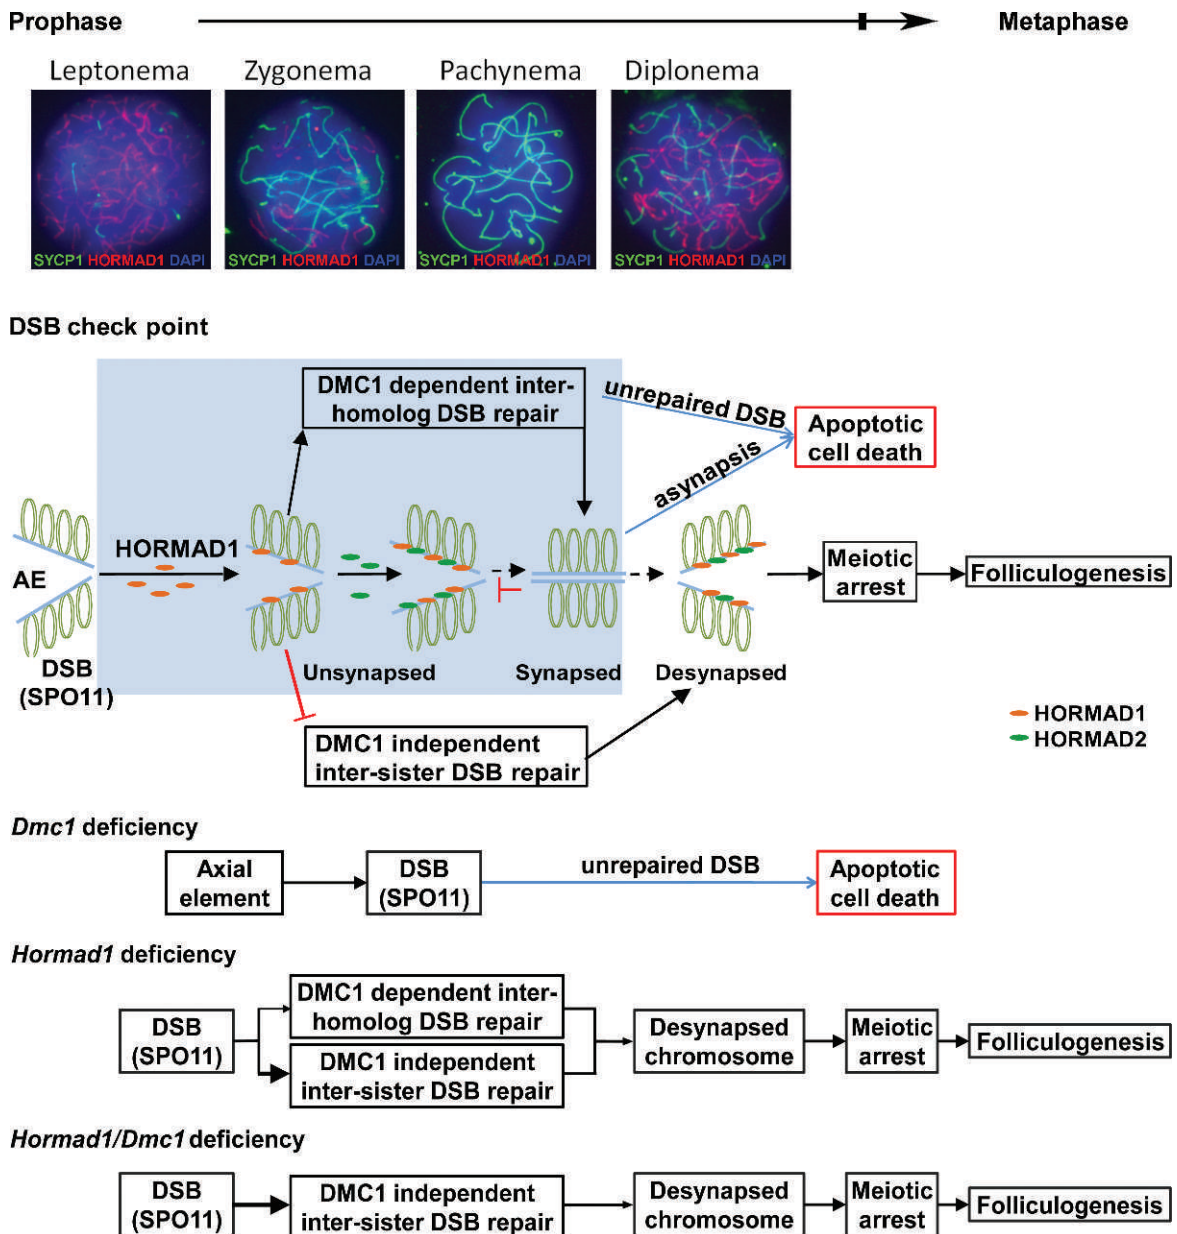 Prophase
Metaphase
Leptonema
Zygonema
Pachynema
Diplonema
SYCP1 HORMAD1 DAPI
SYCP1 HORMAD1 DAPI
SYCP1 HORMAD1 DAPI
SYCP1 HORMAD1 DAPI
DSB check point
DMC1 dependent inter-
homolog DSB repair
unrepaired DSB
Apoptotic
cell death
asynapsis
HORMAD1
AE
Meiotic
arrest
Folliculogenesis
DSB
(SPO11)
Unsynapsed
Synapsed
Desynapsed
HORMAD1
HORMAD2
DMC1 independent
inter-sister DSB repair
Dmc1 deficiency
Axial
element
DSB
(SPO11)
unrepaired DSB
Apoptotic
cell death
Hormad1 deficiency
DSB
(SPO11)
DMC1 dependent inter-
homolog DSB repair
DMC1 independent
inter-sister DSB repair
Desynapsed
chromosome
Meiotic
arrest
Folliculogenesis
Hormad1/Dmc1 deficiency
DSB
(SPO11)
DMC1 independent
inter-sister DSB repair
Desynapsed
chromosome
Meiotic
arrest
Folliculogenesis